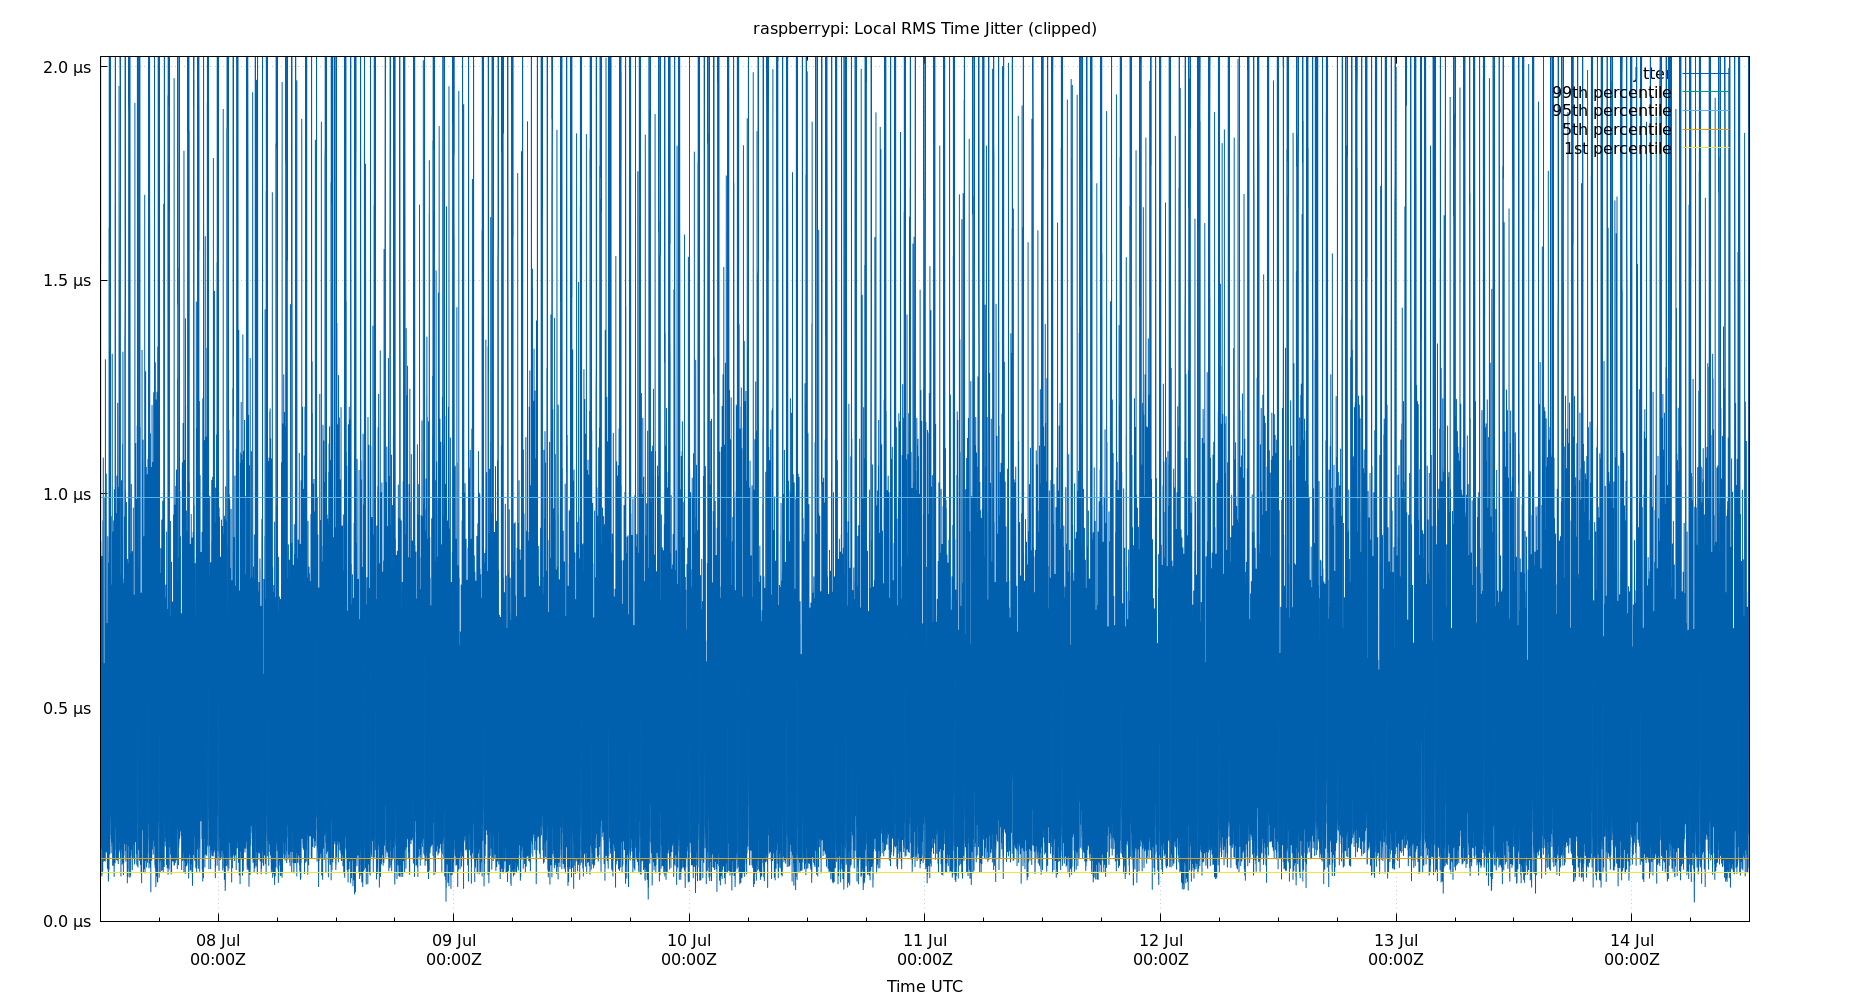 raspberrypi: Local RMS Time Jitter (clipped)
2.0 µs
jitter
99th percentile
95th percentile
5th percentile
1st percentile
1.5 µs
1.0 µs
0.5 µs
0.0 µs
08 Jul 09 Jul 10 Jul 11 Jul 12 Jul 13 Jul 14 Jul
00:00Z 00:00Z 00:00Z 00:00Z 00:00Z 00:00Z 00:00Z
Time UTC